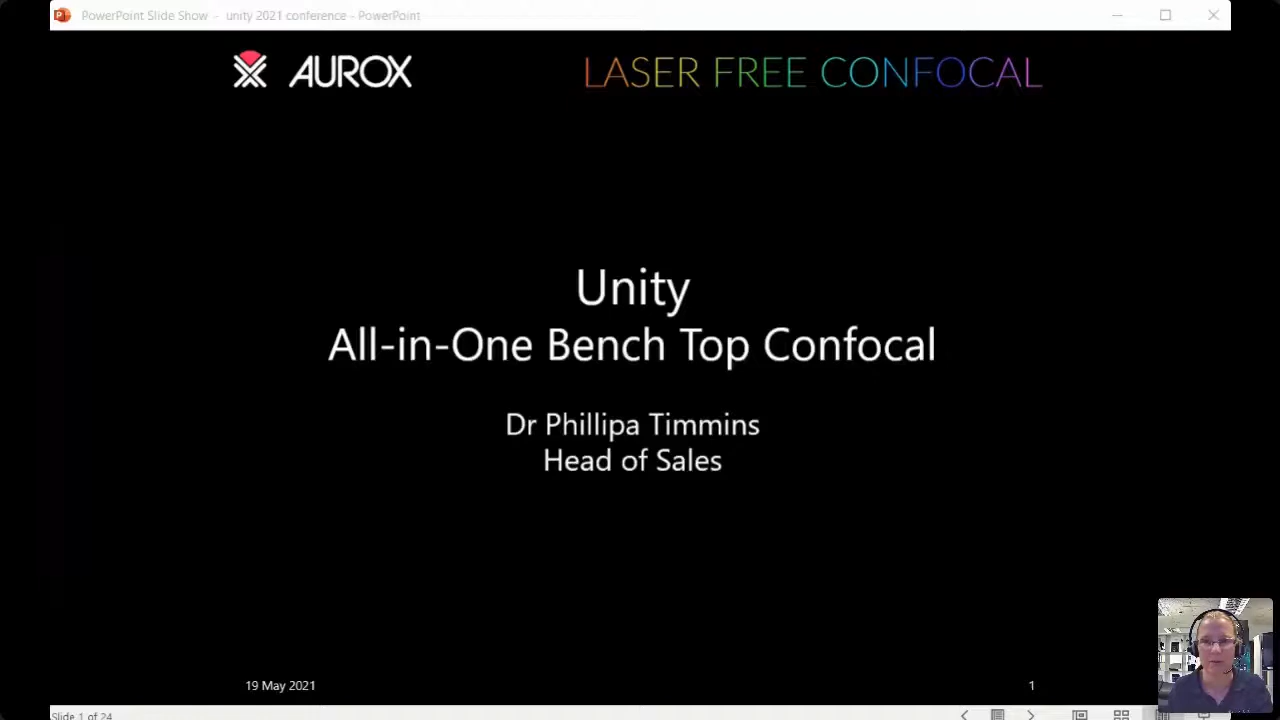 PowerPoint Slide Show - unity 2021 conference - PowerPoint
AUROX
LASER FREE CONFOCAL
Unity
All-in-One Bench Top Confocal
Dr Phillipa Timmins
Head of Sales
19 May 2021
1
Slide 1 of 24